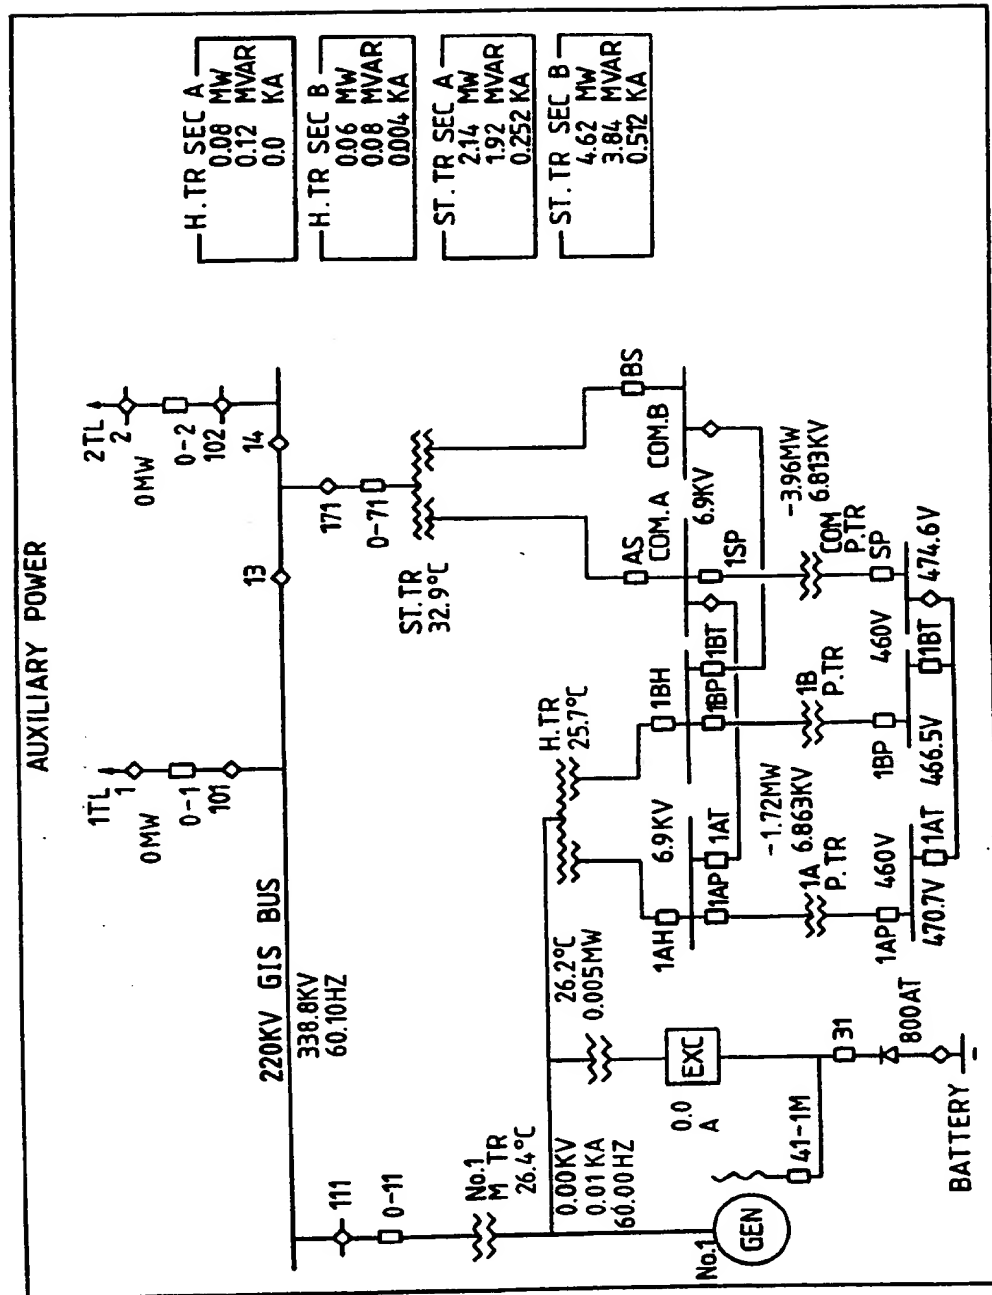 AUXILIARY POWER
1TL
1
0MW
0-1
101
2TL
2
0MW
0-2
102
220KV GIS BUS
338.8KV
60.10HZ
13
14
111
0-11
171
0-71
No.1
M TR
26.4°C
ST.TR
32.9°C
H.TR
25.7°C
0.00KV
0.01KA
60.00HZ
26.2°C
0.005MW
No.1
GEN
EXC
0.0
A
41-1M
31
800AT
BATTERY
1AH
1BH
AS
BS
6.9KV
COM.A
COM.B
6.9KV
1AP
1AT
1BP
1BT
1SP
-1.72MW
6.863KV
-3.96MW
6.813KV
1A
P.TR
1B
P.TR
COM
P.TR
1AP
460V
1BP
460V
SP
470.7V
1AT
466.5V
1BT
474.6V
H.TR SEC A
0.08 MW
0.12 MVAR
0.0 KA
H.TR SEC B
0.06 MW
0.08 MVAR
0.004 KA
ST.TR SEC A
2.14 MW
1.92 MVAR
0.252 KA
ST.TR SEC B
4.62 MW
3.84 MVAR
0.512 KA